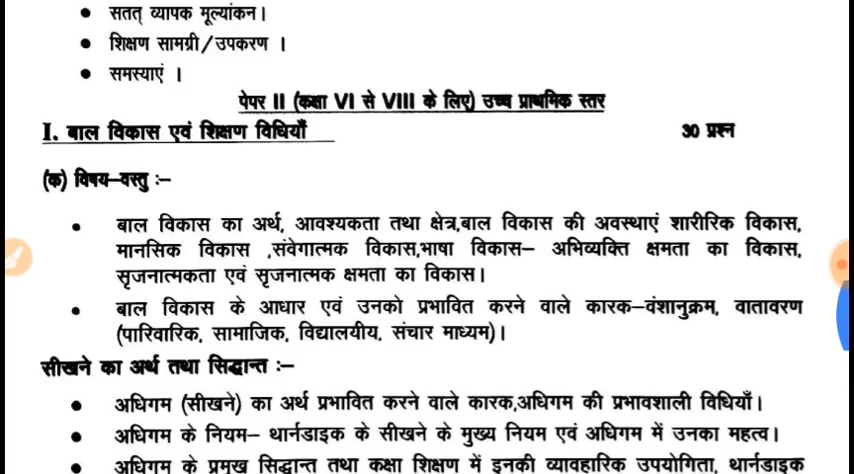 • सतत् व्यापक मूल्यांकन।
• शिक्षण सामग्री/उपकरण ।
• समस्याएं ।
पेपर II (कक्षा VI से VIII के लिए) उच्च प्राथमिक स्तर
I. बाल विकास एवं शिक्षण विधियाँ 30 प्रश्न
(क) विषय–वस्तु :–
• बाल विकास का अर्थ, आवश्यकता तथा क्षेत्र,बाल विकास की अवस्थाएं शारीरिक विकास,
मानसिक विकास ,संवेगात्मक विकास,भाषा विकास– अभिव्यक्ति क्षमता का विकास,
सृजनात्मकता एवं सृजनात्मक क्षमता का विकास।
• बाल विकास के आधार एवं उनको प्रभावित करने वाले कारक–वंशानुक्रम, वातावरण
(पारिवारिक, सामाजिक, विद्यालयीय, संचार माध्यम)।
सीखने का अर्थ तथा सिद्धान्त :–
• अधिगम (सीखने) का अर्थ प्रभावित करने वाले कारक,अधिगम की प्रभावशाली विधियाँ।
• अधिगम के नियम– थार्नडाइक के सीखने के मुख्य नियम एवं अधिगम में उनका महत्व।
• अधिगम के प्रमुख सिद्धान्त तथा कक्षा शिक्षण में इनकी व्यावहारिक उपयोगिता, थार्नडाइक